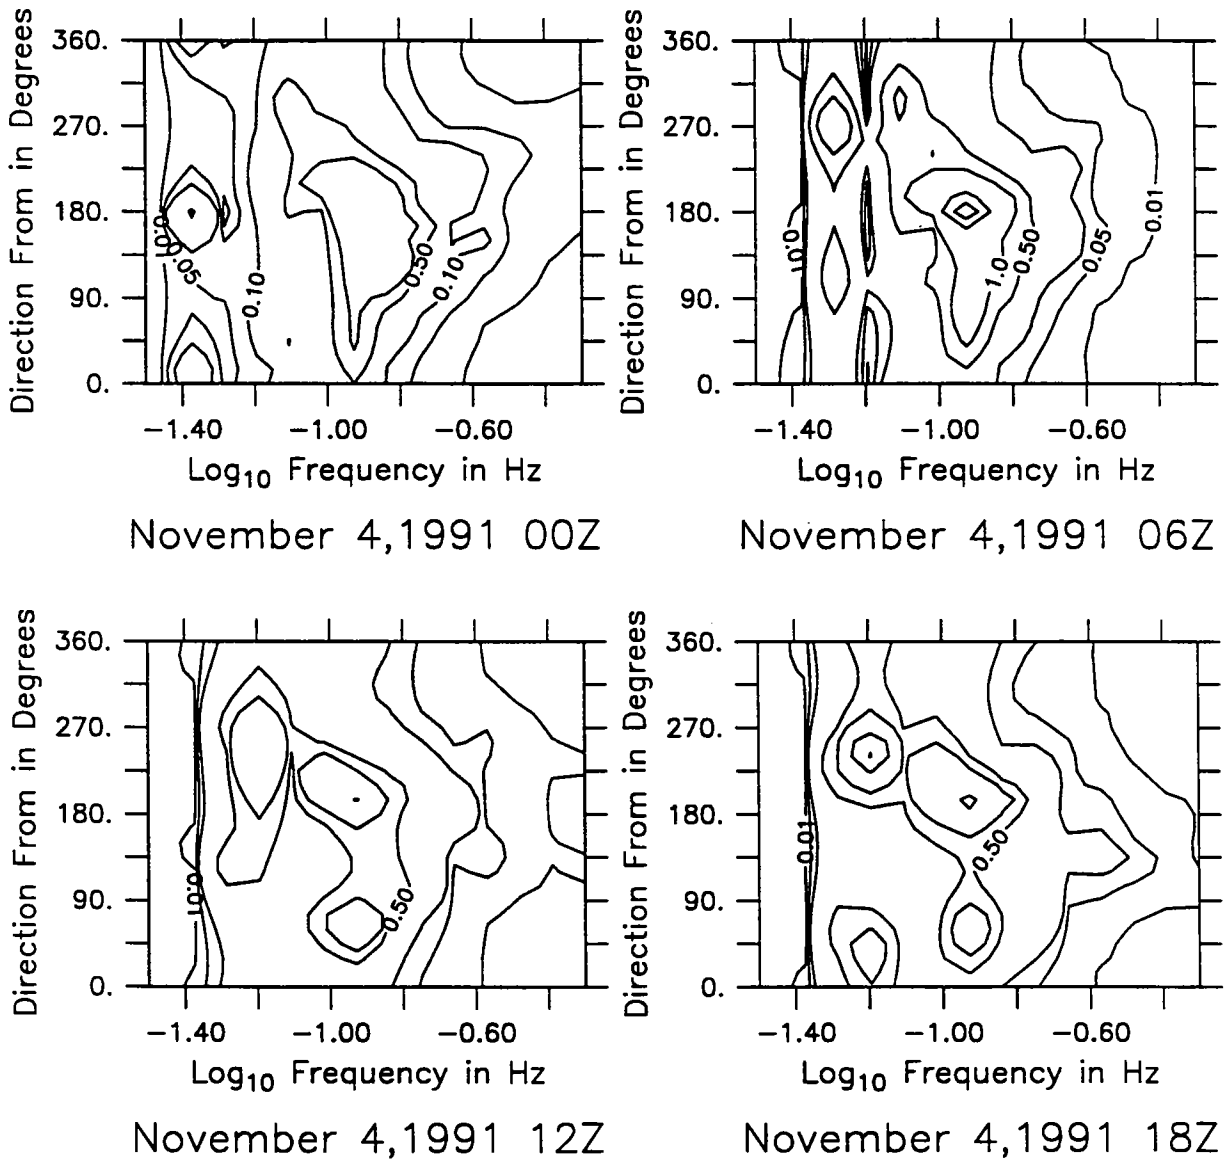 Direction From in Degrees
360.
270.
180.
90.
0.
0.01
0.05
0.10
0.50
0.10
−1.40 −1.00 −0.60
Log10 Frequency in Hz
November 4,1991 00Z
Direction From in Degrees
360.
270.
180.
90.
0.
0.01
1.0
0.50
0.05
0.01
−1.40 −1.00 −0.60
Log10 Frequency in Hz
November 4,1991 06Z
Direction From in Degrees
360.
270.
180.
90.
0.
0.01
0.50
−1.40 −1.00 −0.60
Log10 Frequency in Hz
November 4,1991 12Z
Direction From in Degrees
360.
270.
180.
90.
0.
0.01
0.50
−1.40 −1.00 −0.60
Log10 Frequency in Hz
November 4,1991 18Z